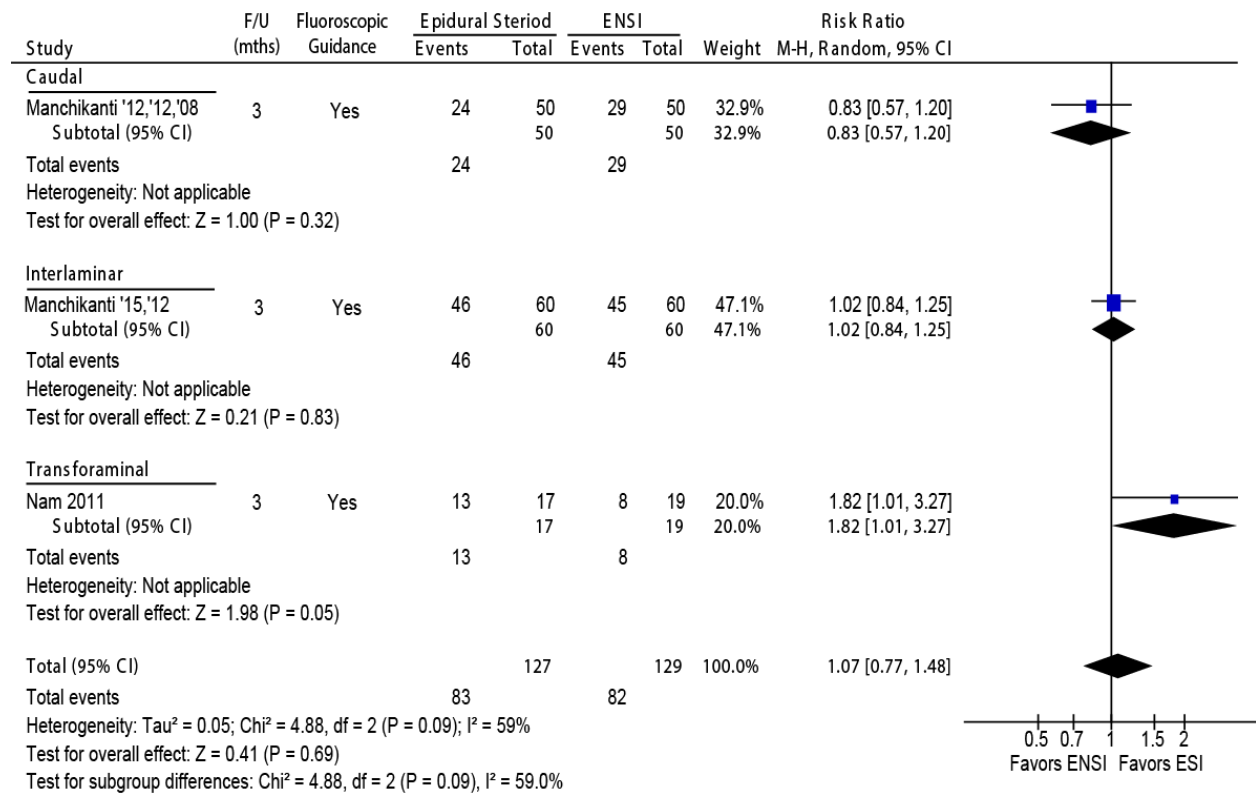 F/U Fluoroscopic Epidural Steriod ENSI Risk Ratio
Study (mths) Guidance Events Total Events Total Weight M-H, Random, 95% CI
Caudal
Manchikanti '12,'12,'08 3 Yes 24 50 29 50 32.9% 0.83 [0.57, 1.20]
Subtotal (95% CI) 50 50 32.9% 0.83 [0.57, 1.20]
Total events 24 29
Heterogeneity: Not applicable
Test for overall effect: Z = 1.00 (P = 0.32)
Interlaminar
Manchikanti '15,'12 3 Yes 46 60 45 60 47.1% 1.02 [0.84, 1.25]
Subtotal (95% CI) 60 60 47.1% 1.02 [0.84, 1.25]
Total events 46 45
Heterogeneity: Not applicable
Test for overall effect: Z = 0.21 (P = 0.83)
Transforaminal
Nam 2011 3 Yes 13 17 8 19 20.0% 1.82 [1.01, 3.27]
Subtotal (95% CI) 17 19 20.0% 1.82 [1.01, 3.27]
Total events 13 8
Heterogeneity: Not applicable
Test for overall effect: Z = 1.98 (P = 0.05)
Total (95% CI) 127 129 100.0% 1.07 [0.77, 1.48]
Total events 83 82
Heterogeneity: Tau² = 0.05; Chi² = 4.88, df = 2 (P = 0.09); I² = 59%
Test for overall effect: Z = 0.41 (P = 0.69)
Test for subgroup differences: Chi² = 4.88, df = 2 (P = 0.09), I² = 59.0%
0.5 0.7 1 1.5 2
Favors ENSI Favors ESI